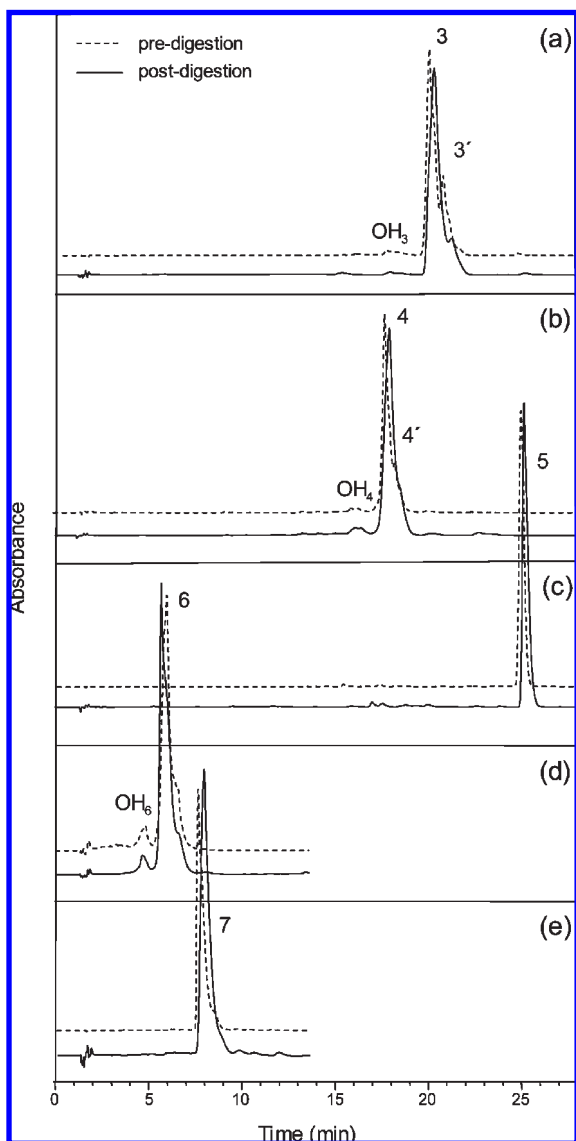 pre-digestion
post-digestion
(a)
3
3´
OH3
(b)
4
4´
OH4
5
(c)
6
(d)
OH6
7
(e)
Absorbance
0 5 10 15 20 25
Time (min)